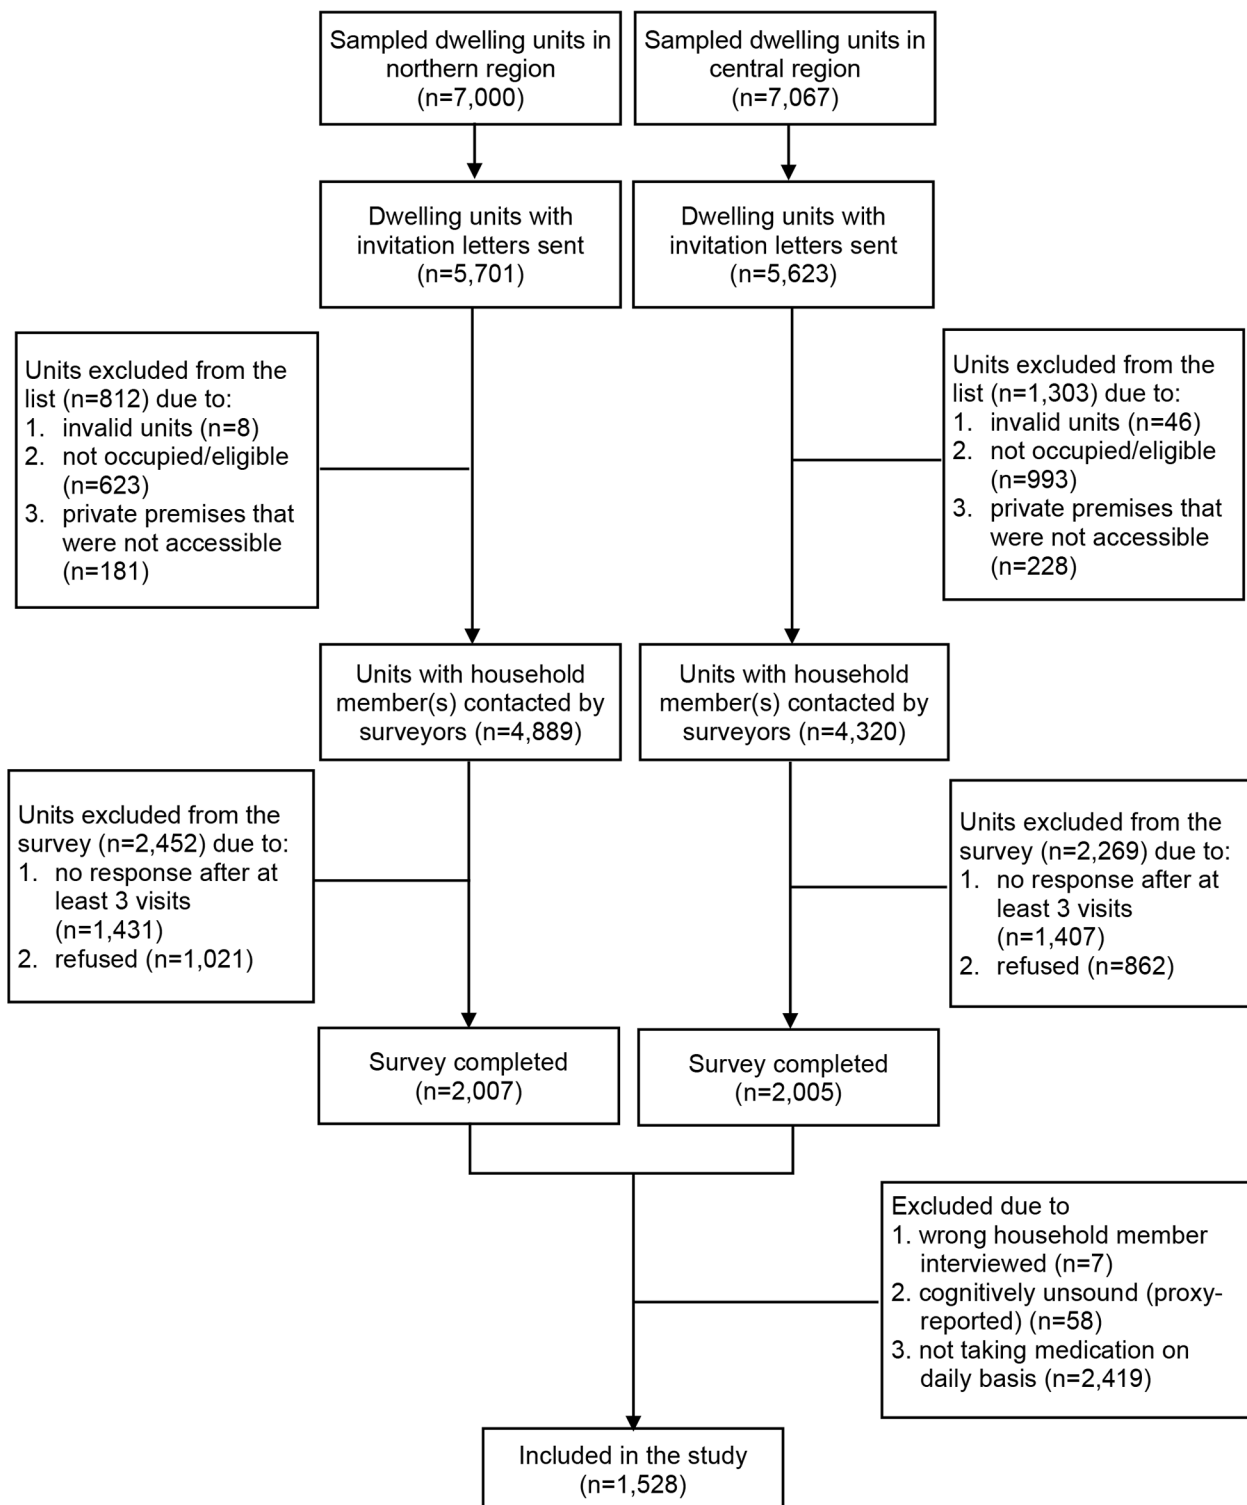 Sampled dwelling units in
northern region
(n=7,000)
Sampled dwelling units in
central region
(n=7,067)
Dwelling units with
invitation letters sent
(n=5,701)
Dwelling units with
invitation letters sent
(n=5,623)
Units excluded from the
list (n=812) due to:
1. invalid units (n=8)
2. not occupied/eligible
(n=623)
3. private premises that
were not accessible
(n=181)
Units excluded from the
list (n=1,303) due to:
1. invalid units (n=46)
2. not occupied/eligible
(n=993)
3. private premises that
were not accessible
(n=228)
Units with household
member(s) contacted by
surveyors (n=4,889)
Units with household
member(s) contacted by
surveyors (n=4,320)
Units excluded from the
survey (n=2,452) due to:
1. no response after at
least 3 visits
(n=1,431)
2. refused (n=1,021)
Units excluded from the
survey (n=2,269) due to:
1. no response after at
least 3 visits
(n=1,407)
2. refused (n=862)
Survey completed
(n=2,007)
Survey completed
(n=2,005)
Excluded due to
1. wrong household member
interviewed (n=7)
2. cognitively unsound (proxy-
reported) (n=58)
3. not taking medication on
daily basis (n=2,419)
Included in the study
(n=1,528)